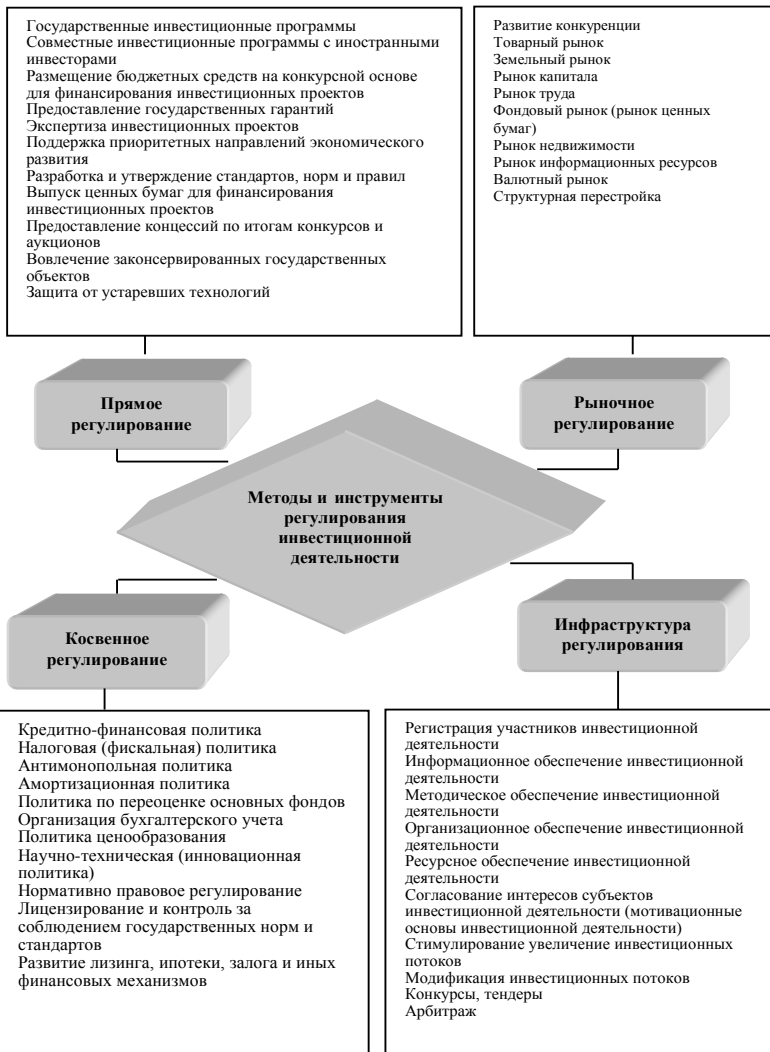 Государственные инвестиционные программы
Совместные инвестиционные программы с иностранными
инвесторами
Размещение бюджетных средств на конкурсной основе
для финансирования инвестиционных проектов
Предоставление государственных гарантий
Экспертиза инвестиционных проектов
Поддержка приоритетных направлений экономического
развития
Разработка и утверждение стандартов, норм и правил
Выпуск ценных бумаг для финансирования
инвестиционных проектов
Предоставление концессий по итогам конкурсов и
аукционов
Вовлечение законсервированных государственных
объектов
Защита от устаревших технологий
Развитие конкуренции
Товарный рынок
Земельный рынок
Рынок капитала
Рынок труда
Фондовый рынок (рынок ценных
бумаг)
Рынок недвижимости
Рынок информационных ресурсов
Валютный рынок
Структурная перестройка
Прямое
регулирование
Рыночное
регулирование
Методы и инструменты
регулирования
инвестиционной
деятельности
Косвенное
регулирование
Инфраструктура
регулирования
Кредитно-финансовая политика
Налоговая (фискальная) политика
Антимонопольная политика
Амортизационная политика
Политика по переоценке основных фондов
Организация бухгалтерского учета
Политика ценообразования
Научно-техническая (инновационная
политика)
Нормативно правовое регулирование
Лицензирование и контроль за
соблюдением государственных норм и
стандартов
Развитие лизинга, ипотеки, залога и иных
финансовых механизмов
Регистрация участников инвестиционной
деятельности
Информационное обеспечение инвестиционной
деятельности
Методическое обеспечение инвестиционной
деятельности
Организационное обеспечение инвестиционной
деятельности
Ресурсное обеспечение инвестиционной
деятельности
Согласование интересов субъектов
инвестиционной деятельности (мотивационные
основы инвестиционной деятельности)
Стимулирование увеличение инвестиционных
потоков
Модификация инвестиционных потоков
Конкурсы, тендеры
Арбитраж